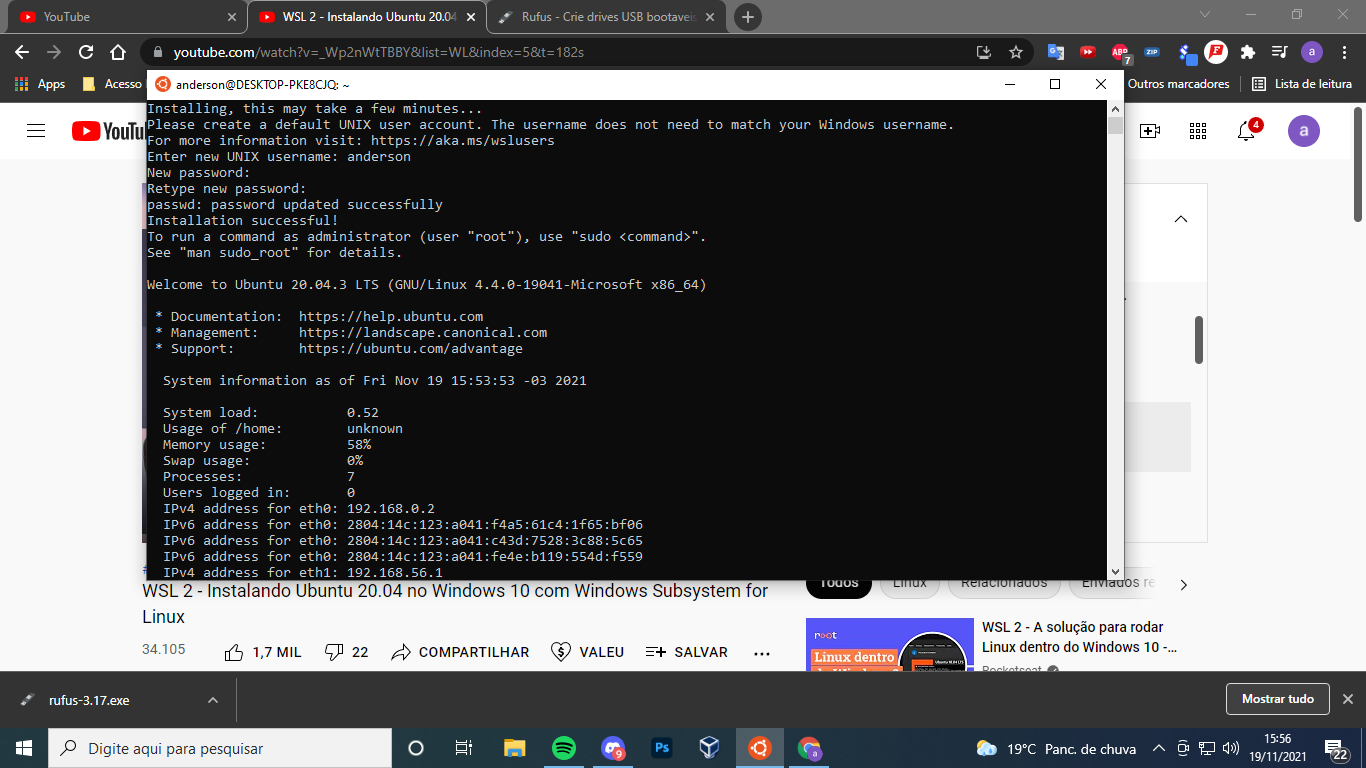 YouTube
WSL 2 - Instalando Ubuntu 20.04
Rufus - Crie drives USB bootaveis
youtube.com/watch?v=_Wp2nWtTBBY&list=WL&index=5&t=182s
ABP
7
ZIP
a
Apps
Acesso
Outros marcadores
Lista de leitura
anderson@DESKTOP-PKE8CJQ: ~
Installing, this may take a few minutes...
Please create a default UNIX user account. The username does not need to match your Windows username.
For more information visit: https://aka.ms/wslusers
Enter new UNIX username: anderson
New password:
Retype new password:
passwd: password updated successfully
Installation successful!
To run a command as administrator (user "root"), use "sudo <command>".
See "man sudo_root" for details.
Welcome to Ubuntu 20.04.3 LTS (GNU/Linux 4.4.0-19041-Microsoft x86_64)
* Documentation: https://help.ubuntu.com
* Management: https://landscape.canonical.com
* Support: https://ubuntu.com/advantage
System information as of Fri Nov 19 15:53:53 -03 2021
System load: 0.52
Usage of /home: unknown
Memory usage: 58%
Swap usage: 0%
Processes: 7
Users logged in: 0
IPv4 address for eth0: 192.168.0.2
IPv6 address for eth0: 2804:14c:123:a041:f4a5:61c4:1f65:bf06
IPv6 address for eth0: 2804:14c:123:a041:c43d:7528:3c88:5c65
IPv6 address for eth0: 2804:14c:123:a041:fe4e:b119:554d:f559
IPv4 address for eth1: 192.168.56.1
YouTu
4
a
WSL 2 - Instalando Ubuntu 20.04 no Windows 10 com Windows Subsystem for
Linux
34.105
1,7 MIL
22
COMPARTILHAR
VALEU
SALVAR
Todos
Linux
Relacionados
Enviados re
root
Linux dentro
WSL 2 - A solução para rodar
Linux dentro do Windows 10 -...
Rocketseat
rufus-3.17.exe
Mostrar tudo
Digite aqui para pesquisar
9
Ps
a
19°C Panc. de chuva
15:56
19/11/2021
22